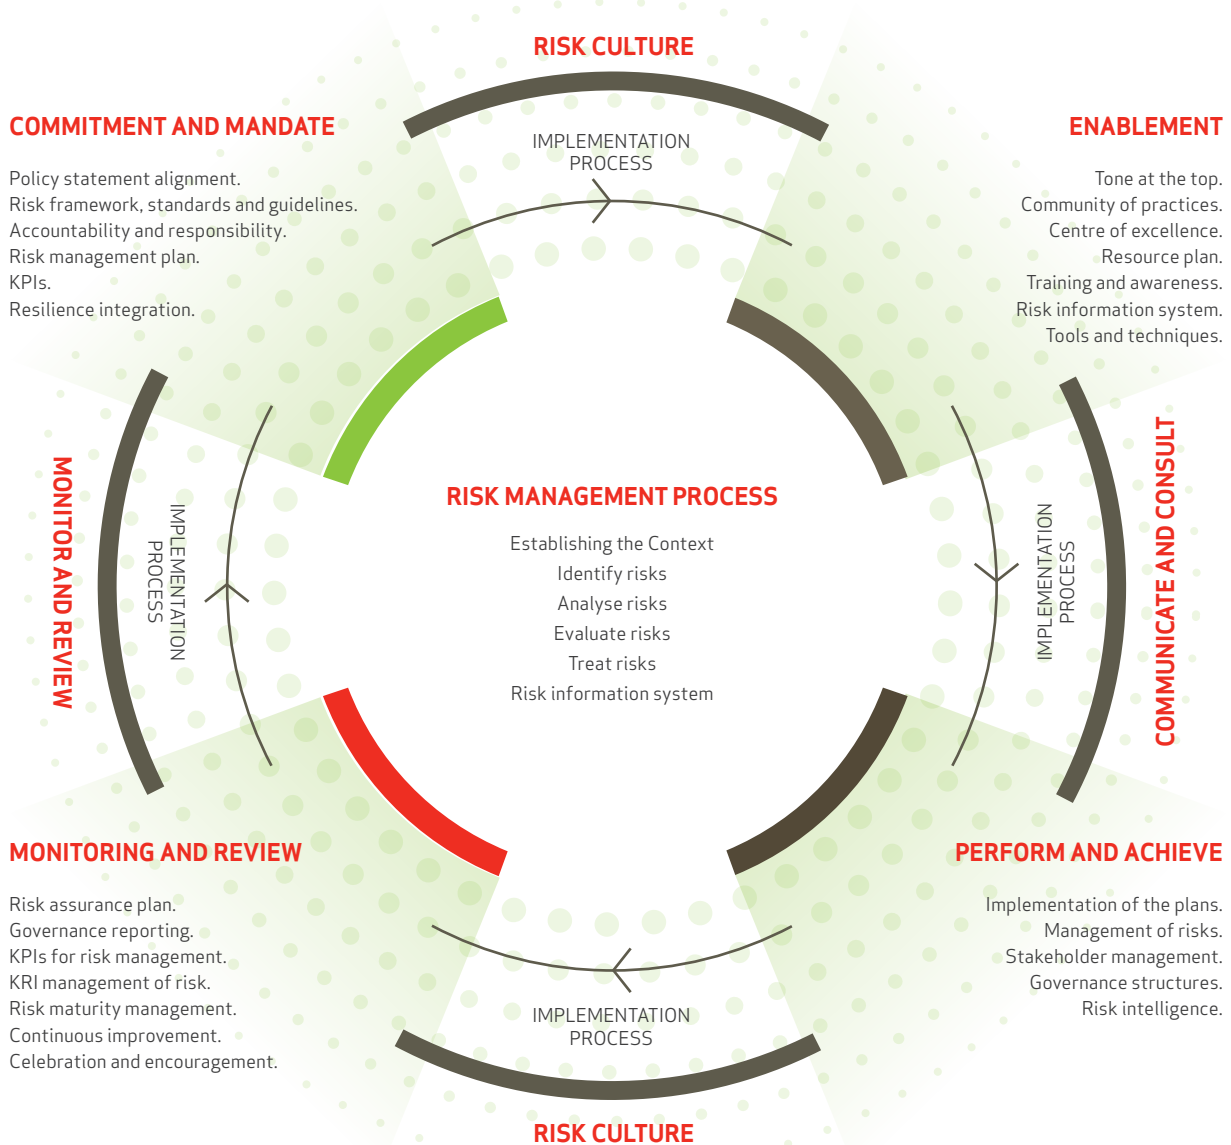 RISK CULTURE
IMPLEMENTATION
PROCESS
COMMITMENT AND MANDATE
Policy statement alignment.
Risk framework, standards and guidelines.
Accountability and responsibility.
Risk management plan.
KPIs.
Resilience integration.
ENABLEMENT
Tone at the top.
Community of practices.
Centre of excellence.
Resource plan.
Training and awareness.
Risk information system.
Tools and techniques.
MONITOR AND REVIEW
IMPLEMENTATION
PROCESS
RISK MANAGEMENT PROCESS
Establishing the Context
Identify risks
Analyse risks
Evaluate risks
Treat risks
Risk information system
IMPLEMENTATION
PROCESS
COMMUNICATE AND CONSULT
MONITORING AND REVIEW
Risk assurance plan.
Governance reporting.
KPIs for risk management.
KRI management of risk.
Risk maturity management.
Continuous improvement.
Celebration and encouragement.
PERFORM AND ACHIEVE
Implementation of the plans.
Management of risks.
Stakeholder management.
Governance structures.
Risk intelligence.
IMPLEMENTATION
PROCESS
RISK CULTURE